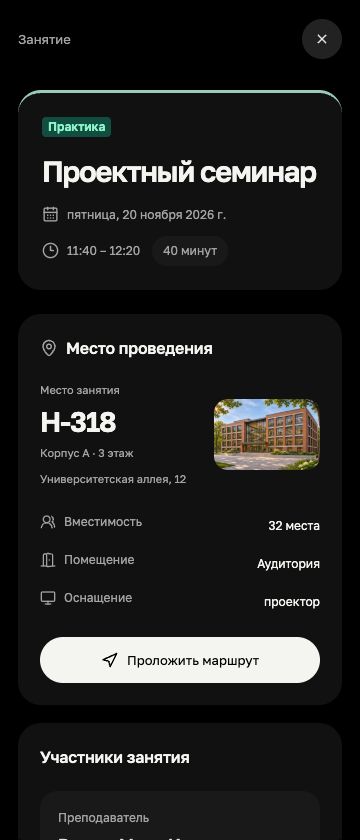 Занятие
Практика
Проектный семинар
пятница, 20 ноября 2026 г.
11:40 – 12:20 40 минут
Место проведения
Место занятия
Н-318
Корпус А · 3 этаж
Университетская аллея, 12
Вместимость 32 места
Помещение Аудитория
Оснащение проектор
Проложить маршрут
Участники занятия
Преподаватель